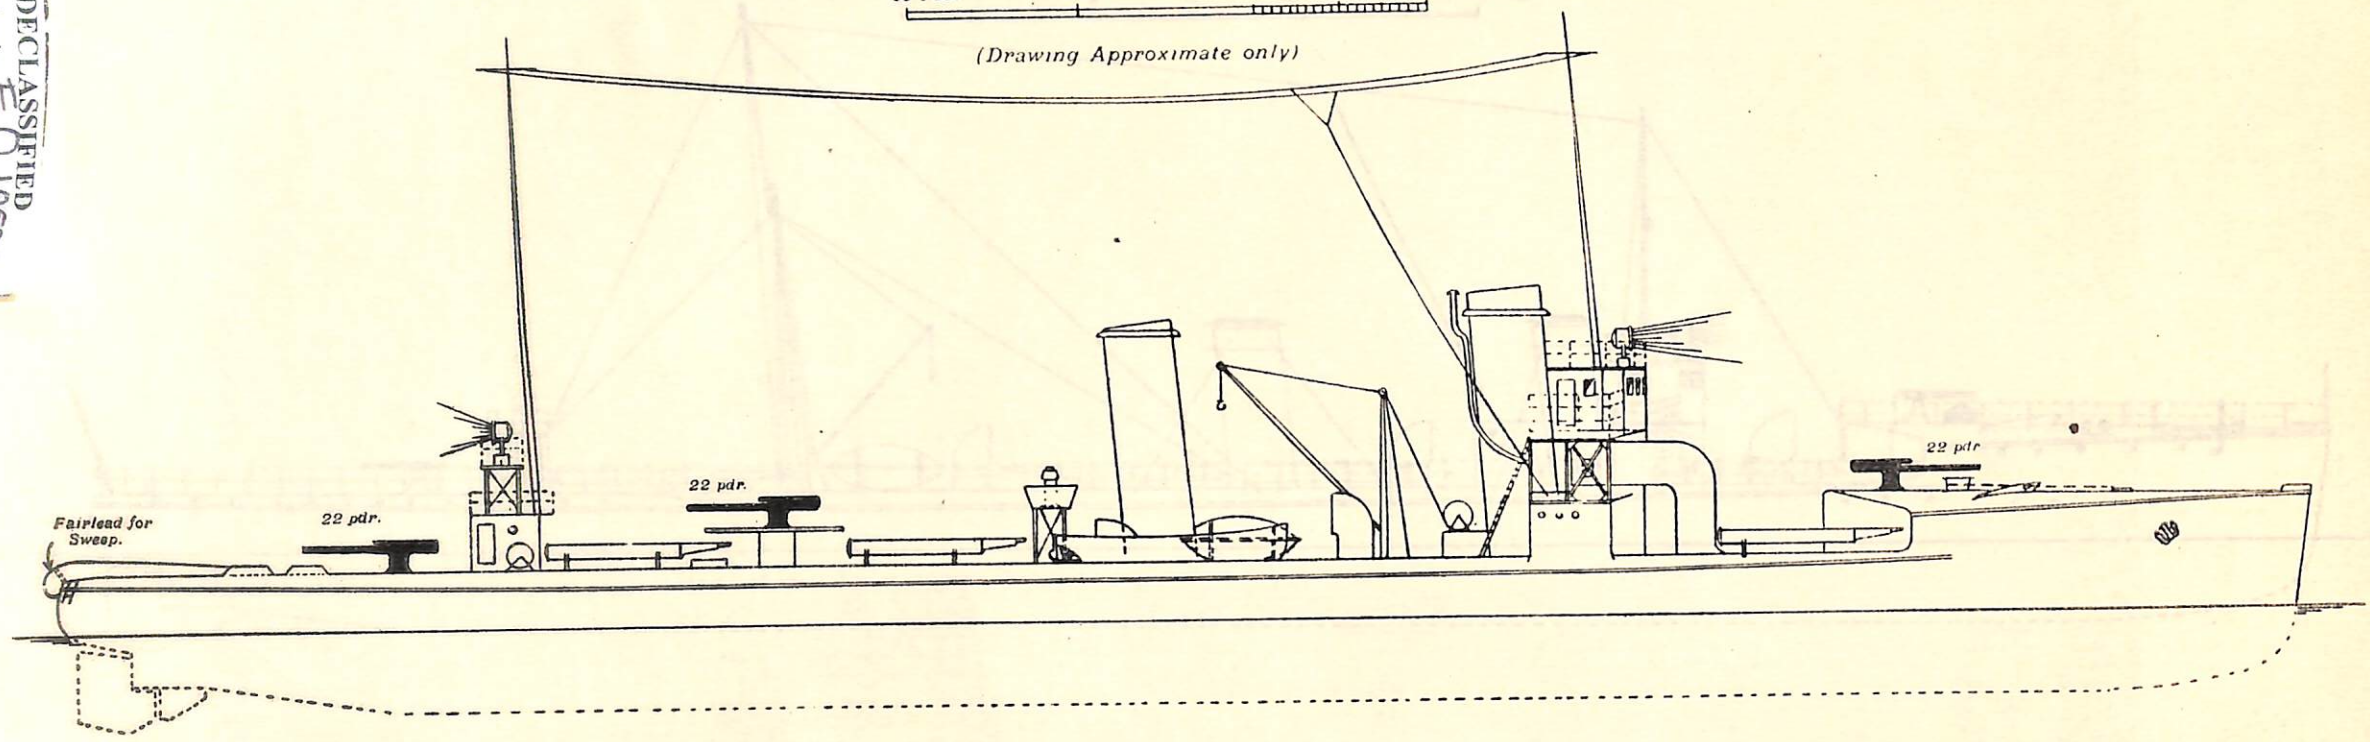 (Drawing Approximate only)
DECLASSIFIED
22 pdr
22 pdr.
22 pdr.
Fairlead for
Sweep.